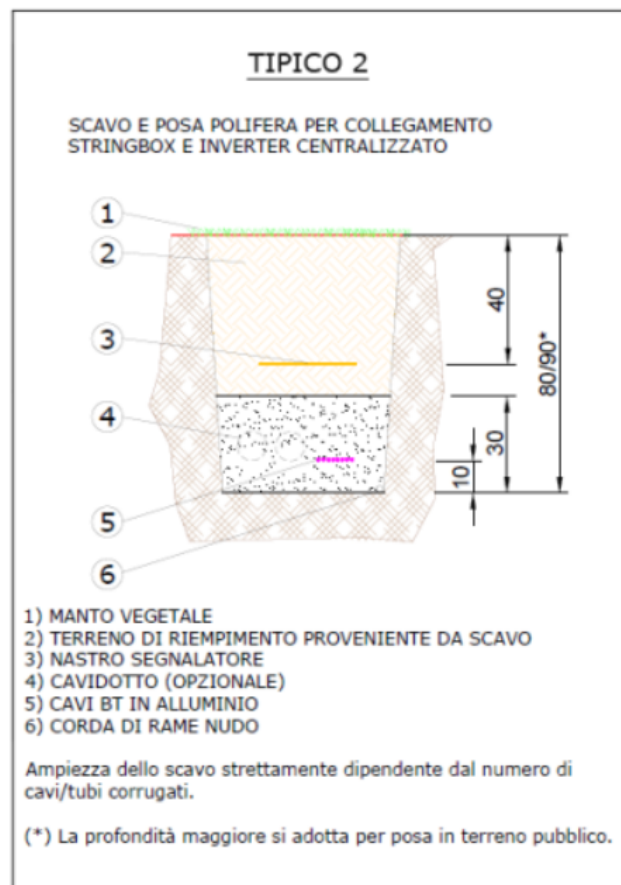 TIPICO 2
SCAVO E POSA POLIFERA PER COLLEGAMENTO
STRINGBOX E INVERTER CENTRALIZZATO
1
2
3
4
5
6
40
80/90*
30
10
1) MANTO VEGETALE
2) TERRENO DI RIEMPIMENTO PROVENIENTE DA SCAVO
3) NASTRO SEGNALATORE
4) CAVIDOTTO (OPZIONALE)
5) CAVI BT IN ALLUMINIO
6) CORDA DI RAME NUDO
Ampiezza dello scavo strettamente dipendente dal numero di
cavi/tubi corrugati.
(*) La profondità maggiore si adotta per posa in terreno pubblico.